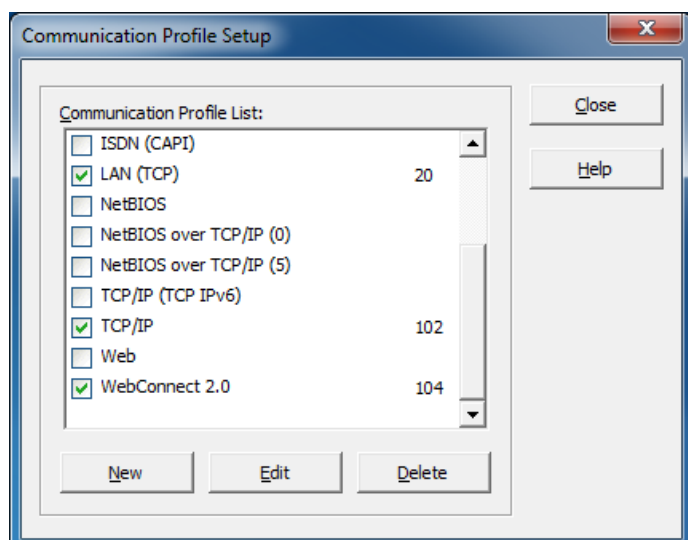 Communication Profile Setup
Communication Profile List:
ISDN (CAPI)
LAN (TCP) 20
NetBIOS
NetBIOS over TCP/IP (0)
NetBIOS over TCP/IP (5)
TCP/IP (TCP IPv6)
TCP/IP 102
Web
WebConnect 2.0 104
New Edit Delete
Close
Help